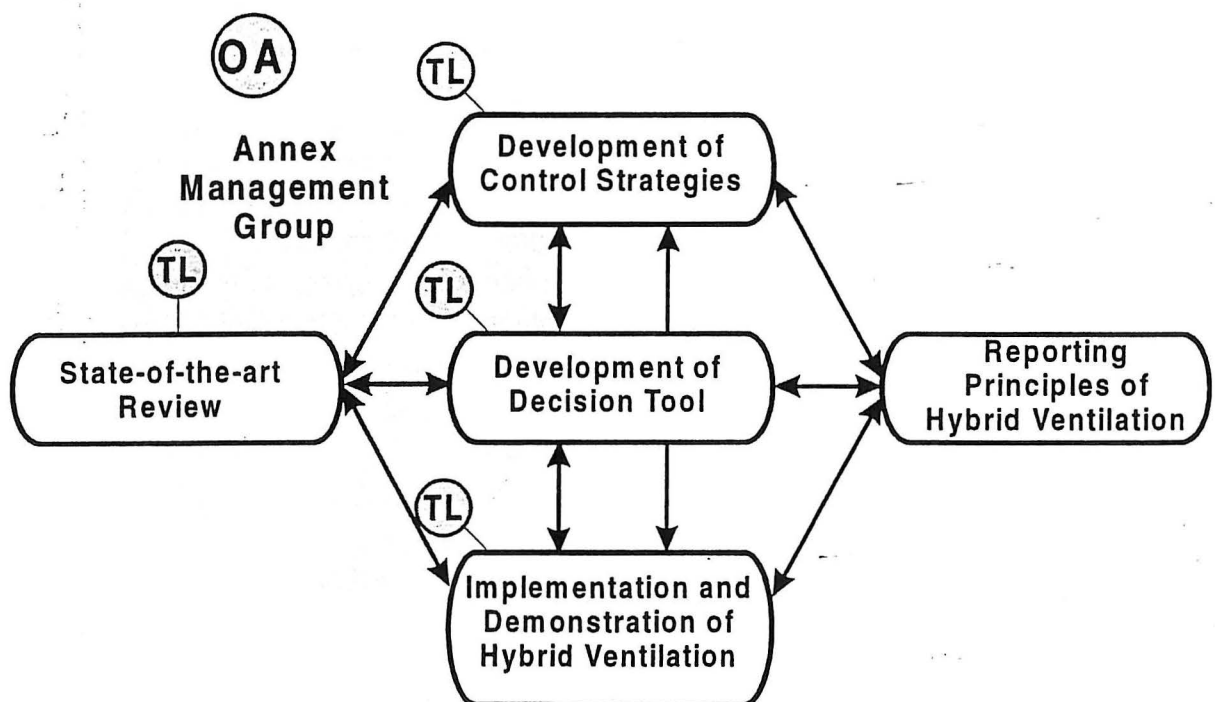 OA
Annex
Management
Group
TL
Development of
Control Strategies
TL
State-of-the-art
Review
TL
Development of
Decision Tool
Reporting
Principles of
Hybrid Ventilation
TL
Implementation and
Demonstration of
Hybrid Ventilation